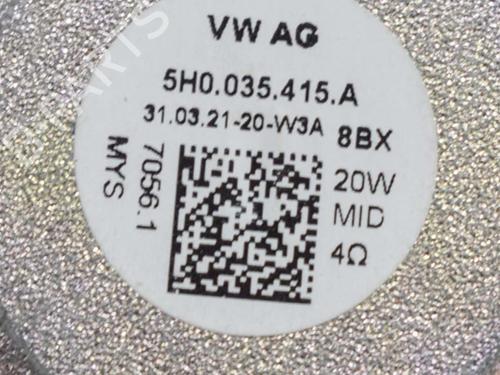 VW AG
5H0.035.415.A
31.03.21-20-W3A 8BX
7056.1
MYS
20W
MID
4Ω